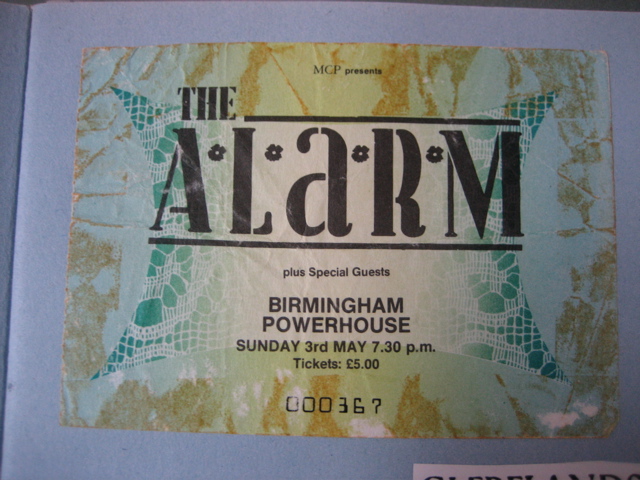 MCP presents
THE
ALaRM
plus Special Guests
BIRMINGHAM
POWERHOUSE
SUNDAY 3rd MAY 7.30 p.m.
Tickets: £5.00
000367